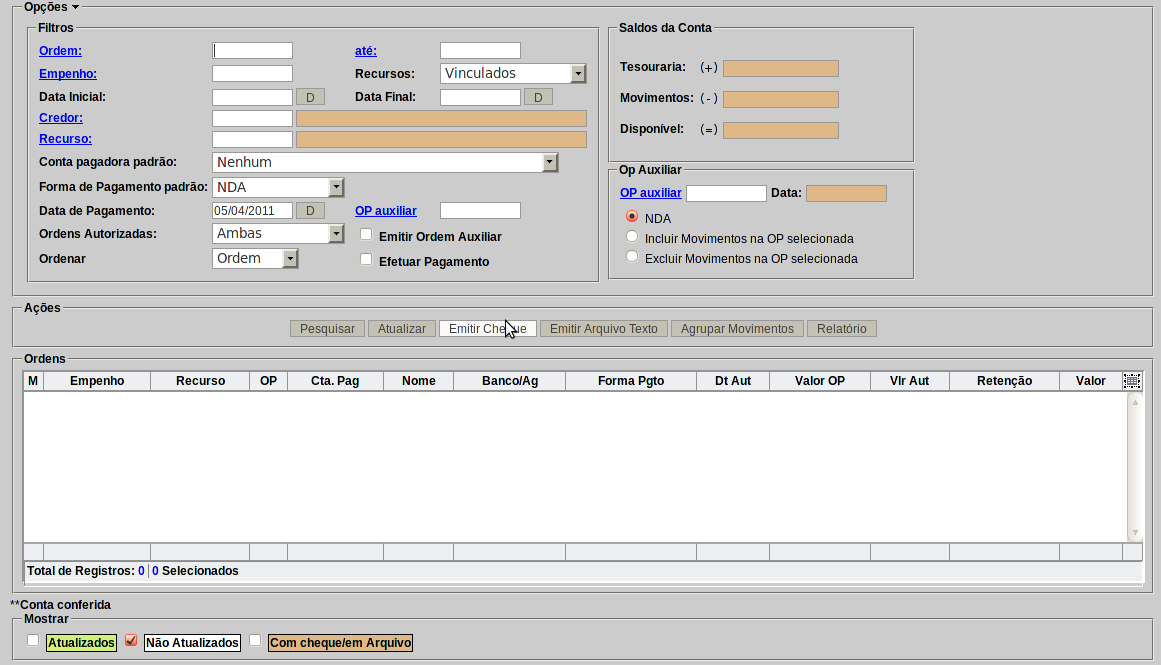 Opções
Filtros
Ordem: até:
Empenho: Recursos: Vinculados
Data Inicial: D Data Final: D
Credor:
Recurso:
Conta pagadora padrão: Nenhum
Forma de Pagamento padrão: NDA
Data de Pagamento: 05/04/2011 D OP auxiliar
Ordens Autorizadas: Ambas Emitir Ordem Auxiliar
Ordenar Ordem Efetuar Pagamento
Saldos da Conta
Tesouraria: (+)
Movimentos: (-)
Disponível: (=)
Op Auxiliar
OP auxiliar Data:
NDA
Incluir Movimentos na OP selecionada
Excluir Movimentos na OP selecionada
Ações
Pesquisar Atualizar Emitir Cheque Emitir Arquivo Texto Agrupar Movimentos Relatório
Ordens
M Empenho Recurso OP Cta. Pag Nome Banco/Ag Forma Pgto Dt Aut Valor OP Vlr Aut Retenção Valor
Total de Registros: 0 | 0 Selecionados
**Conta conferida
Mostrar
Atualizados Não Atualizados Com cheque/em Arquivo